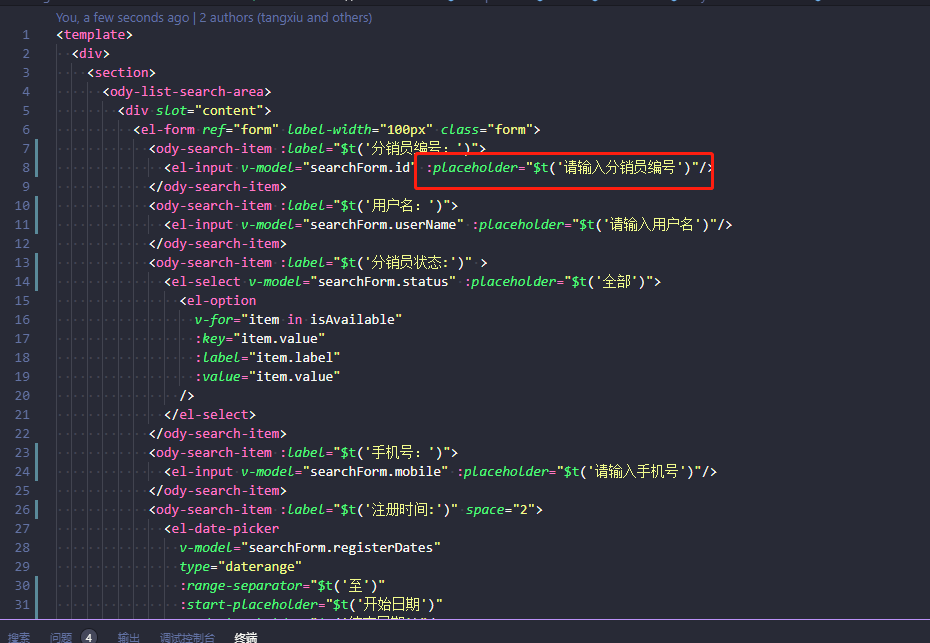 You, a few seconds ago | 2 authors (tangxiu and others)
1 <template>
2 <div>
3 <section>
4 <ody-list-search-area>
5 <div slot="content">
6 <el-form ref="form" label-width="100px" class="form">
7 <ody-search-item :label="$t('分销员编号：')">
8 <el-input v-model="searchForm.id" :placeholder="$t('请输入分销员编号')"/>
9 </ody-search-item>
10 <ody-search-item :label="$t('用户名：')">
11 <el-input v-model="searchForm.userName" :placeholder="$t('请输入用户名')"/>
12 </ody-search-item>
13 <ody-search-item :label="$t('分销员状态:')" >
14 <el-select v-model="searchForm.status" :placeholder="$t('全部')">
15 <el-option
16 v-for="item in isAvailable"
17 :key="item.value"
18 :label="item.label"
19 :value="item.value"
20 />
21 </el-select>
22 </ody-search-item>
23 <ody-search-item :label="$t('手机号：')">
24 <el-input v-model="searchForm.mobile" :placeholder="$t('请输入手机号')"/>
25 </ody-search-item>
26 <ody-search-item :label="$t('注册时间:')" space="2">
27 <el-date-picker
28 v-model="searchForm.registerDates"
29 type="daterange"
30 :range-separator="$t('至')"
31 :start-placeholder="$t('开始日期')"
搜索 问题 4 输出 调试控制台 终端